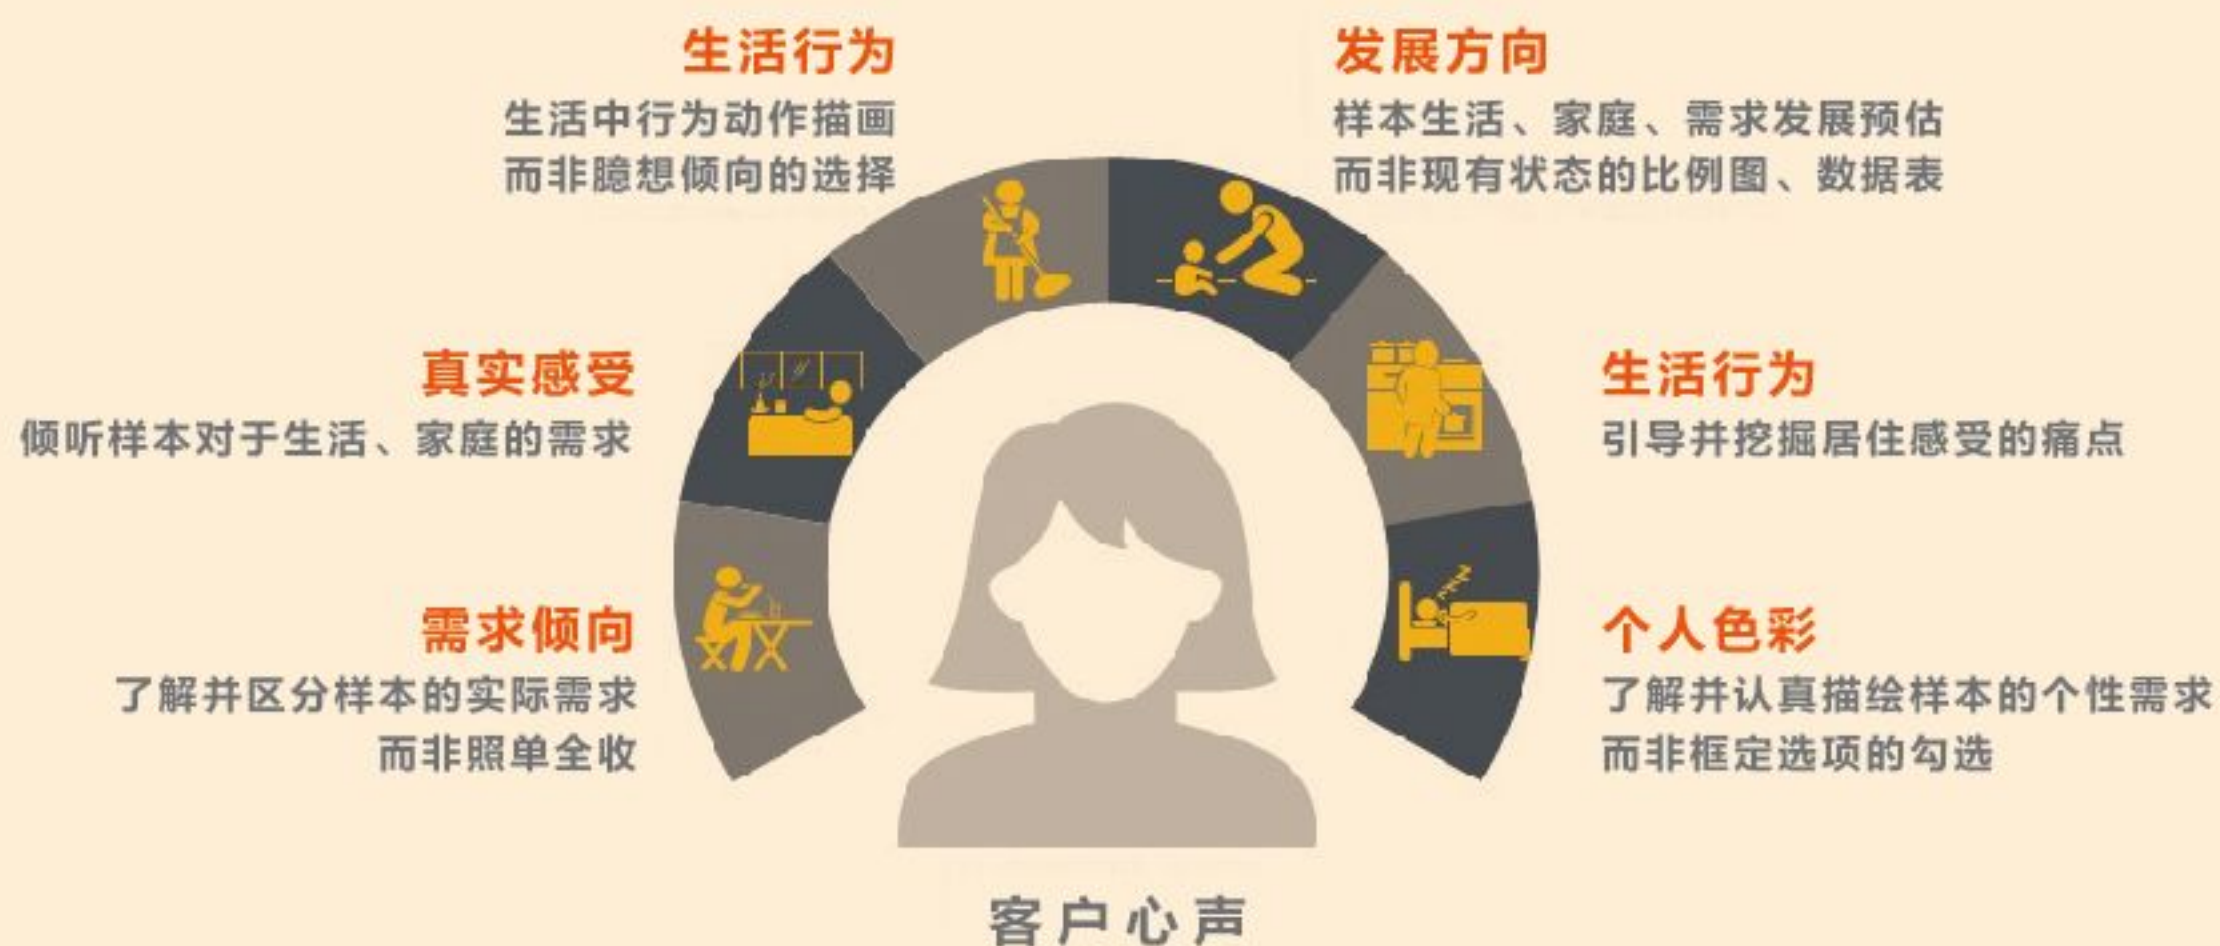 生活行为
生活中行为动作描画
而非臆想倾向的选择
发展方向
样本生活、家庭、需求发展预估
而非现有状态的比例图、数据表
真实感受
倾听样本对于生活、家庭的需求
生活行为
引导并挖掘居住感受的痛点
需求倾向
了解并区分样本的实际需求
而非照单全收
个人色彩
了解并认真描绘样本的个性需求
而非框定选项的勾选
客户心声